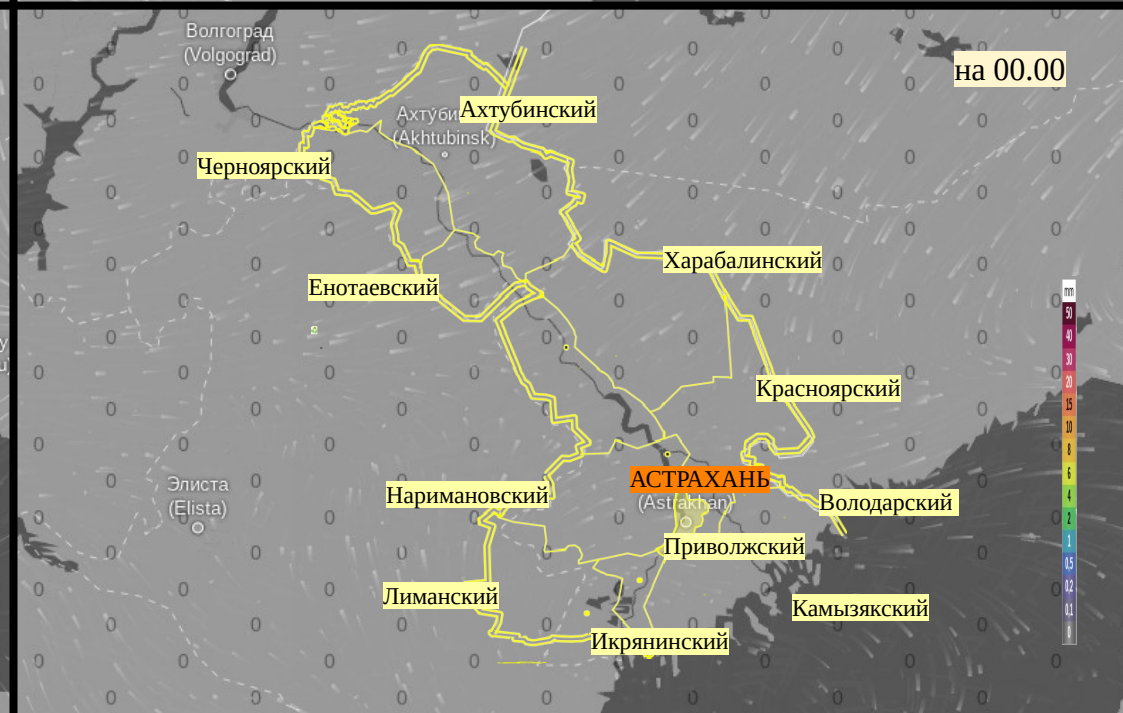 Волгоград
(Volgograd)
на 00.00
Ахтубинский
(Akhtubinsk)
Черноярский
Харабалинский
Енотаевский
mm
50
40
30
20
15
10
8
6
4
2
1
0,5
0,2
0,1
0
Красноярский
АСТРАХАНЬ
(Astrakhan)
Элиста
(Elista)
Наримановский
Володарский
Приволжский
Лиманский
Камызякский
Икрянинский